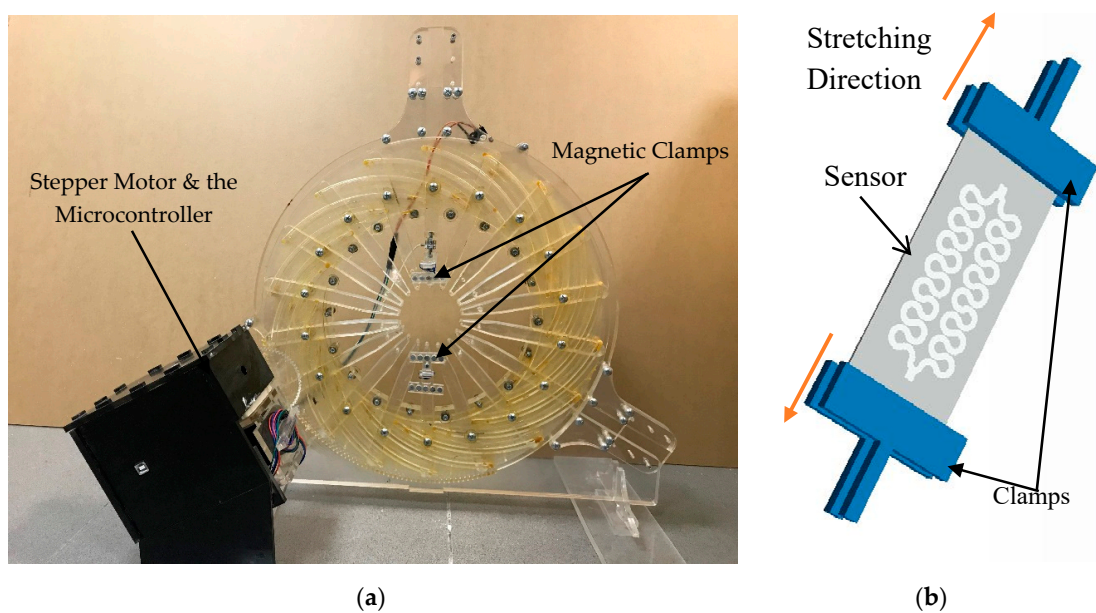 Stepper Motor & the
Microcontroller
Magnetic Clamps
Stretching
Direction
Sensor
Clamps
(a)
(b)